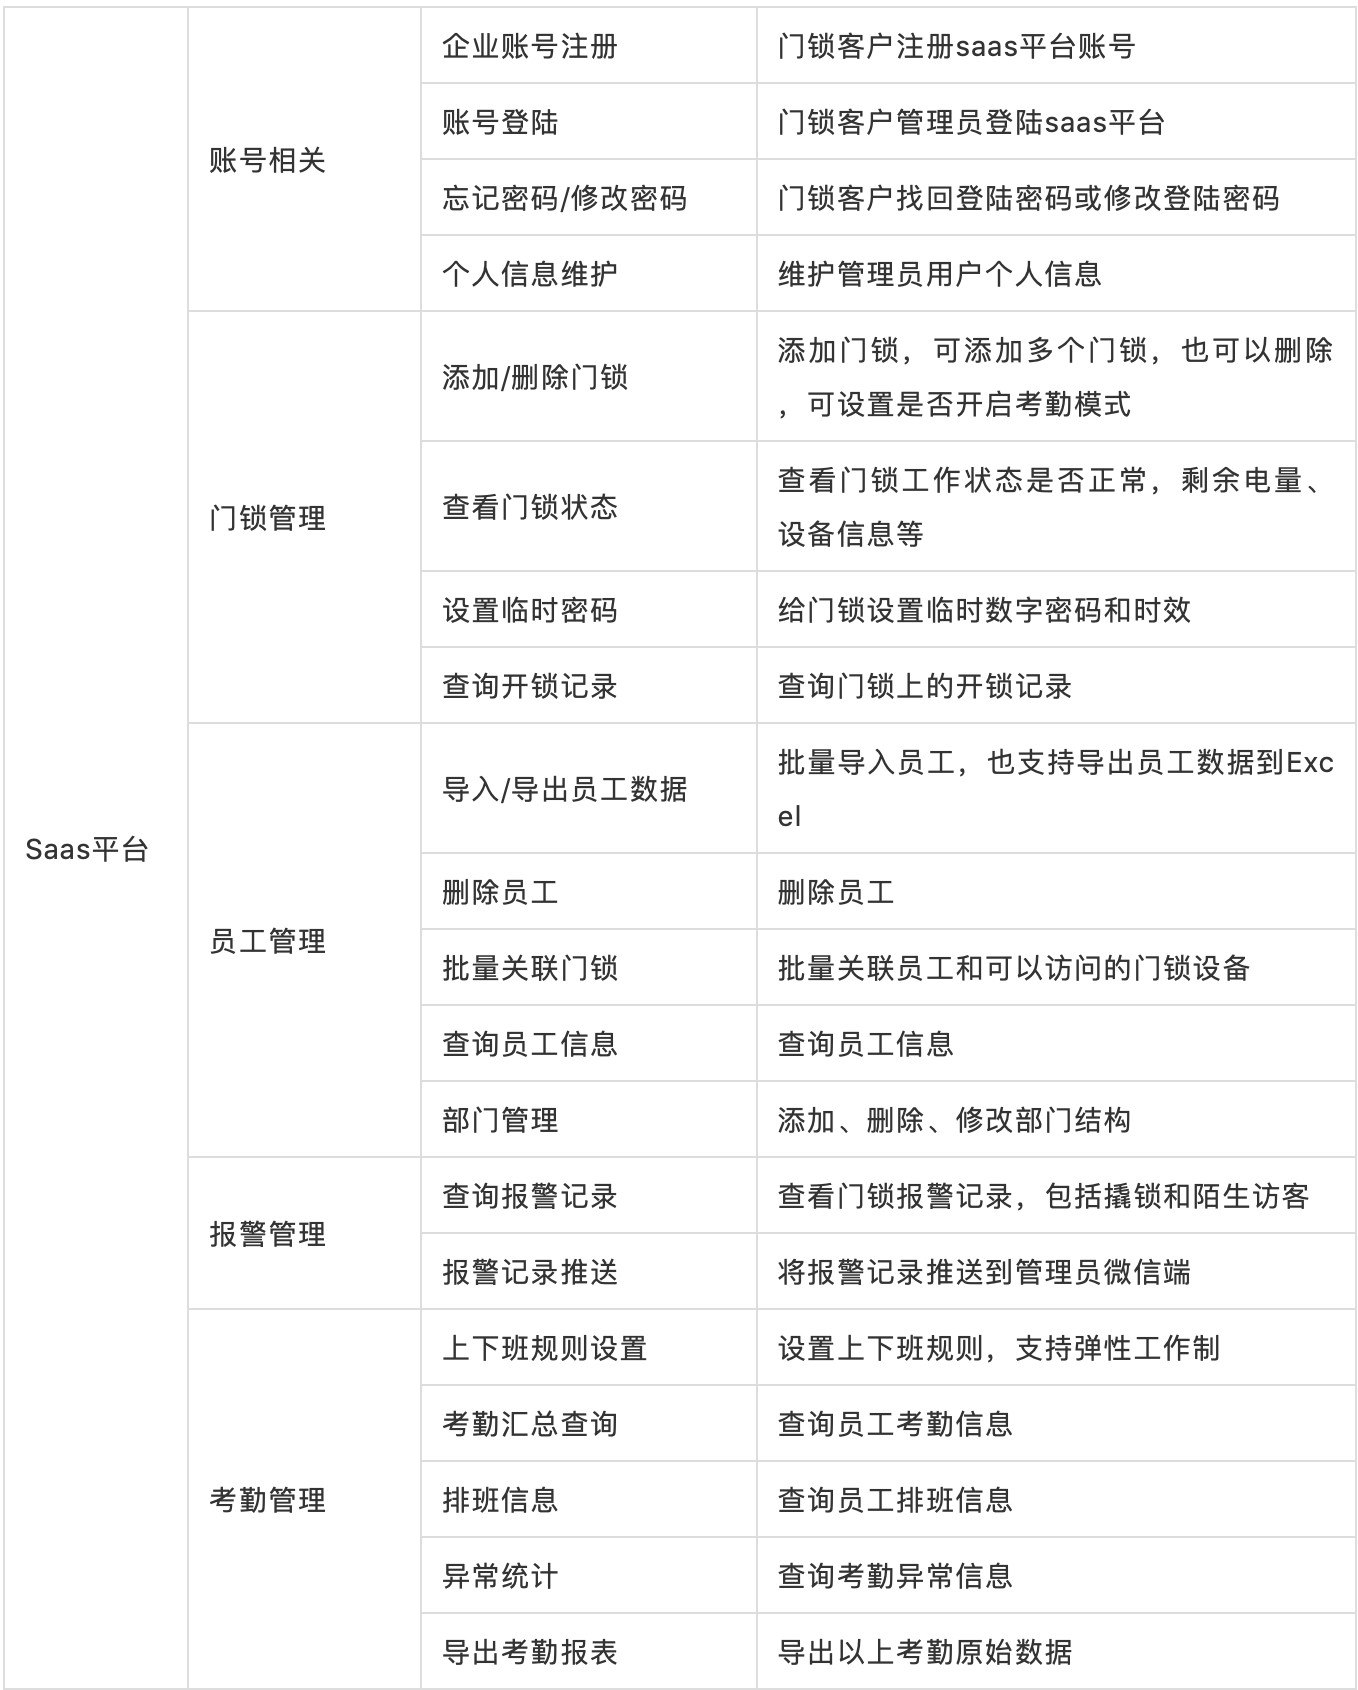 Saas平台
账号相关
企业账号注册
门锁客户注册saas平台账号
账号登陆
门锁客户管理员登陆saas平台
忘记密码/修改密码
门锁客户找回登陆密码或修改登陆密码
个人信息维护
维护管理员用户个人信息
门锁管理
添加/删除门锁
添加门锁，可添加多个门锁，也可以删除
，可设置是否开启考勤模式
查看门锁状态
查看门锁工作状态是否正常，剩余电量、
设备信息等
设置临时密码
给门锁设置临时数字密码和时效
查询开锁记录
查询门锁上的开锁记录
员工管理
导入/导出员工数据
批量导入员工，也支持导出员工数据到Exc
el
删除员工
删除员工
批量关联门锁
批量关联员工和可以访问的门锁设备
查询员工信息
查询员工信息
部门管理
添加、删除、修改部门结构
报警管理
查询报警记录
查看门锁报警记录，包括撬锁和陌生访客
报警记录推送
将报警记录推送到管理员微信端
考勤管理
上下班规则设置
设置上下班规则，支持弹性工作制
考勤汇总查询
查询员工考勤信息
排班信息
查询员工排班信息
异常统计
查询考勤异常信息
导出考勤报表
导出以上考勤原始数据